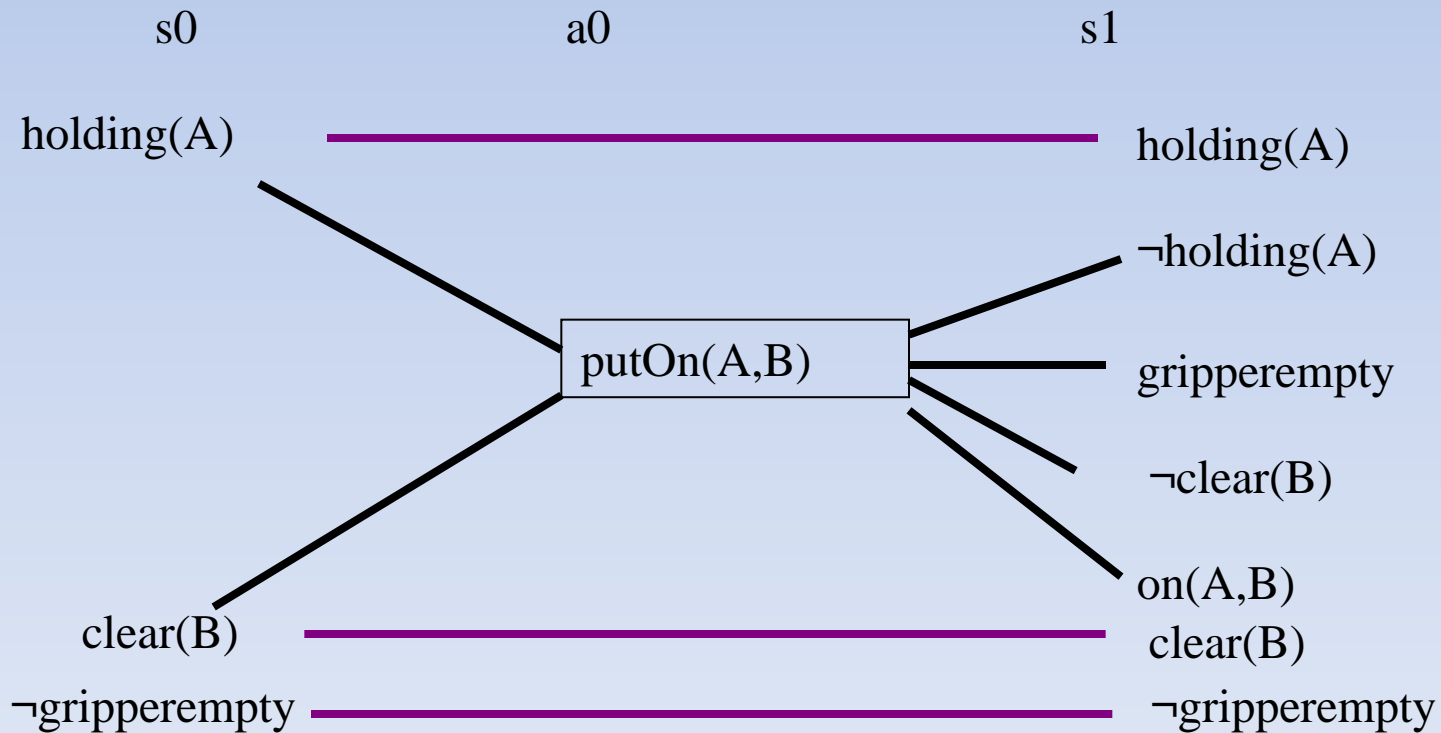 s0 a0 s1
holding(A) holding(A)
¬holding(A)
putOn(A,B) gripperempty
¬clear(B)
on(A,B)
clear(B) clear(B)
¬gripperempty ¬gripperempty